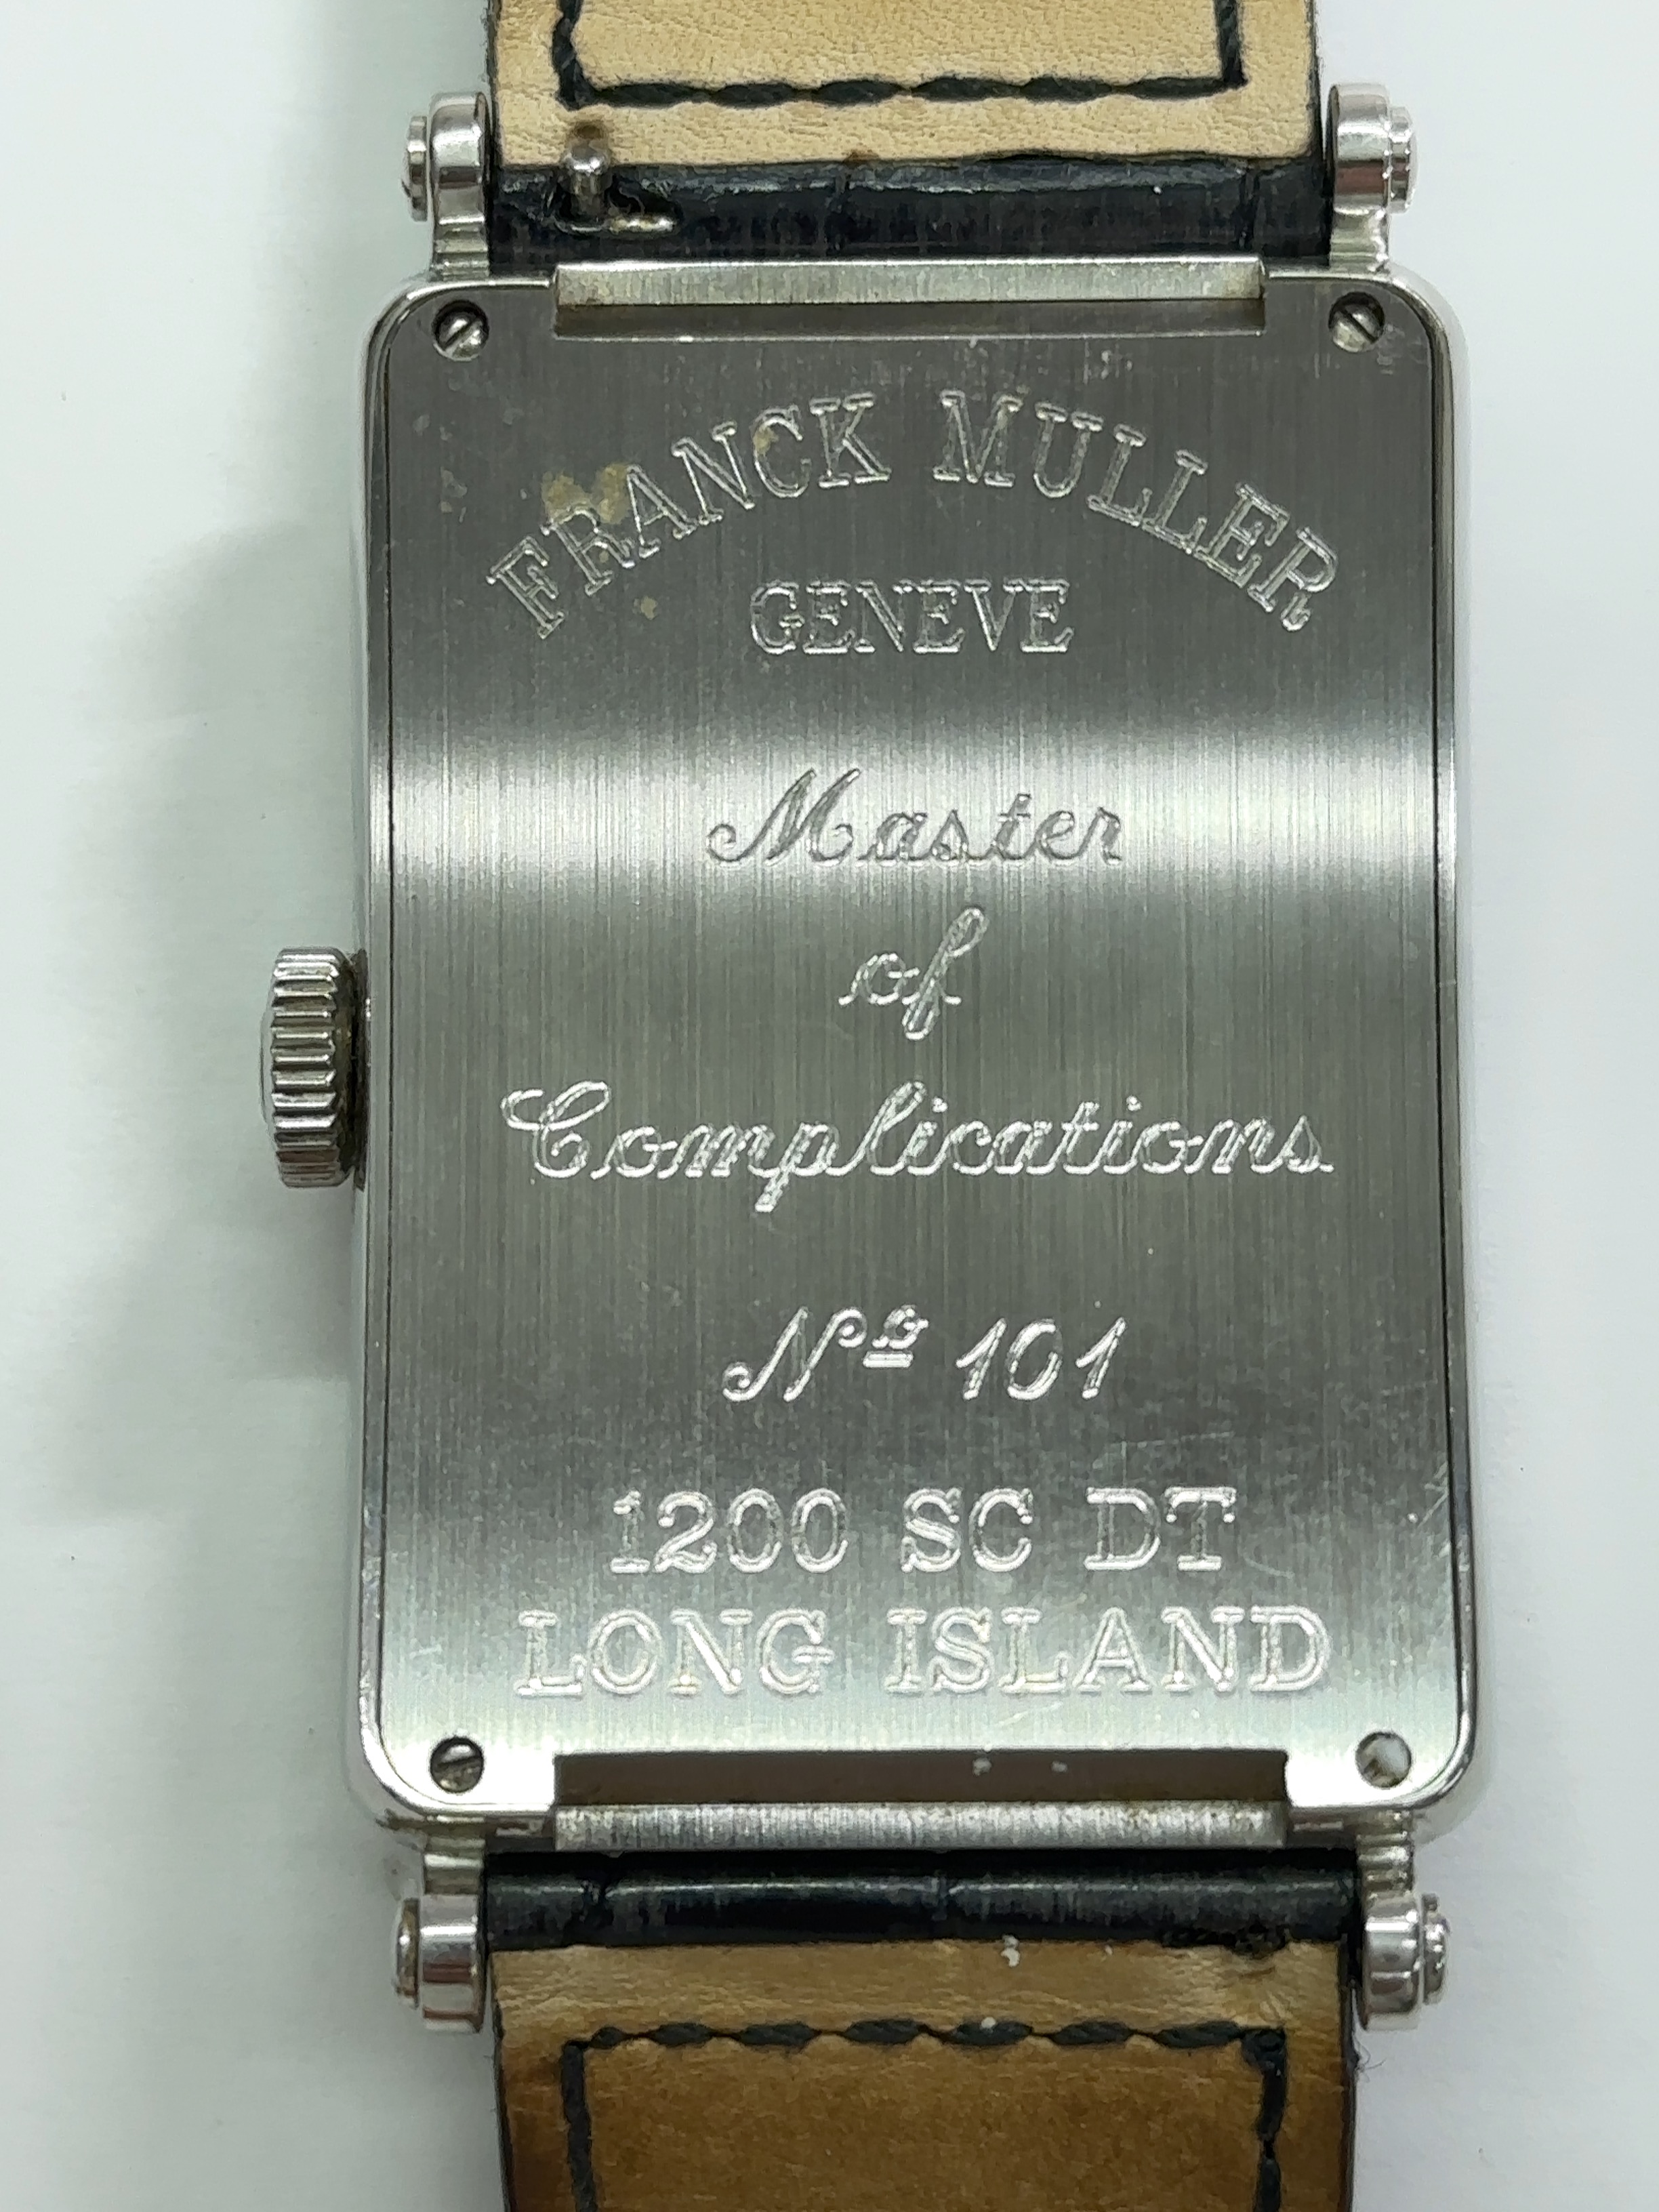 FRANCK MULLER
GENEVE
Master
of
Complications
Nº 101
1200 SC DT
LONG ISLAND